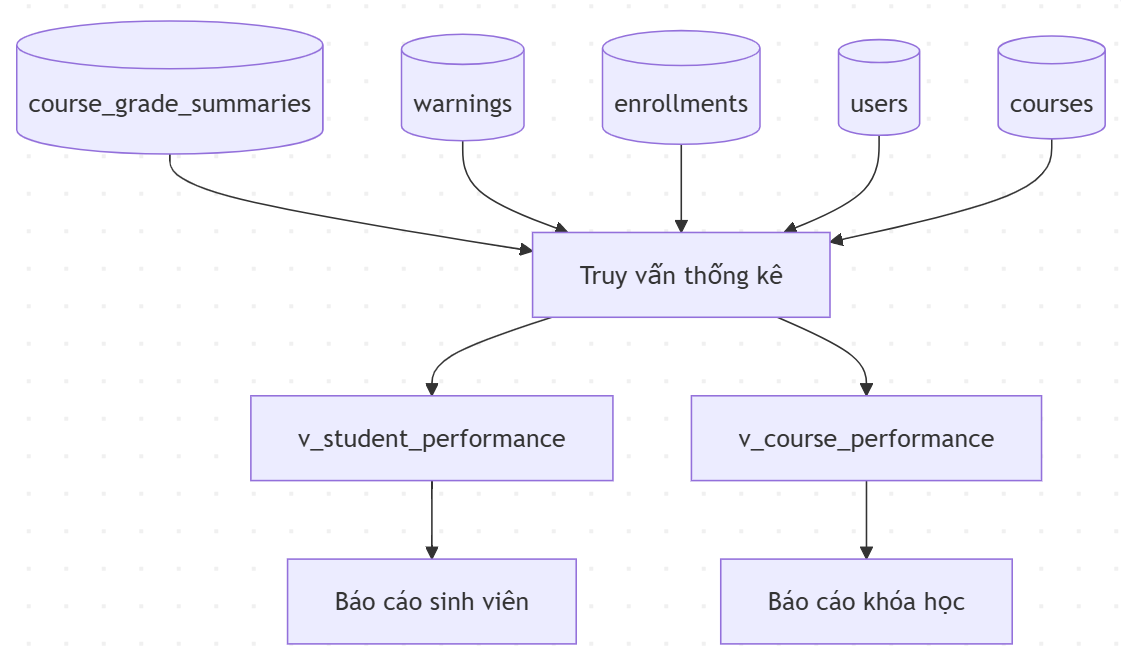 course_grade_summaries
warnings
enrollments
users
courses
Truy vấn thống kê
v_student_performance
v_course_performance
Báo cáo sinh viên
Báo cáo khóa học